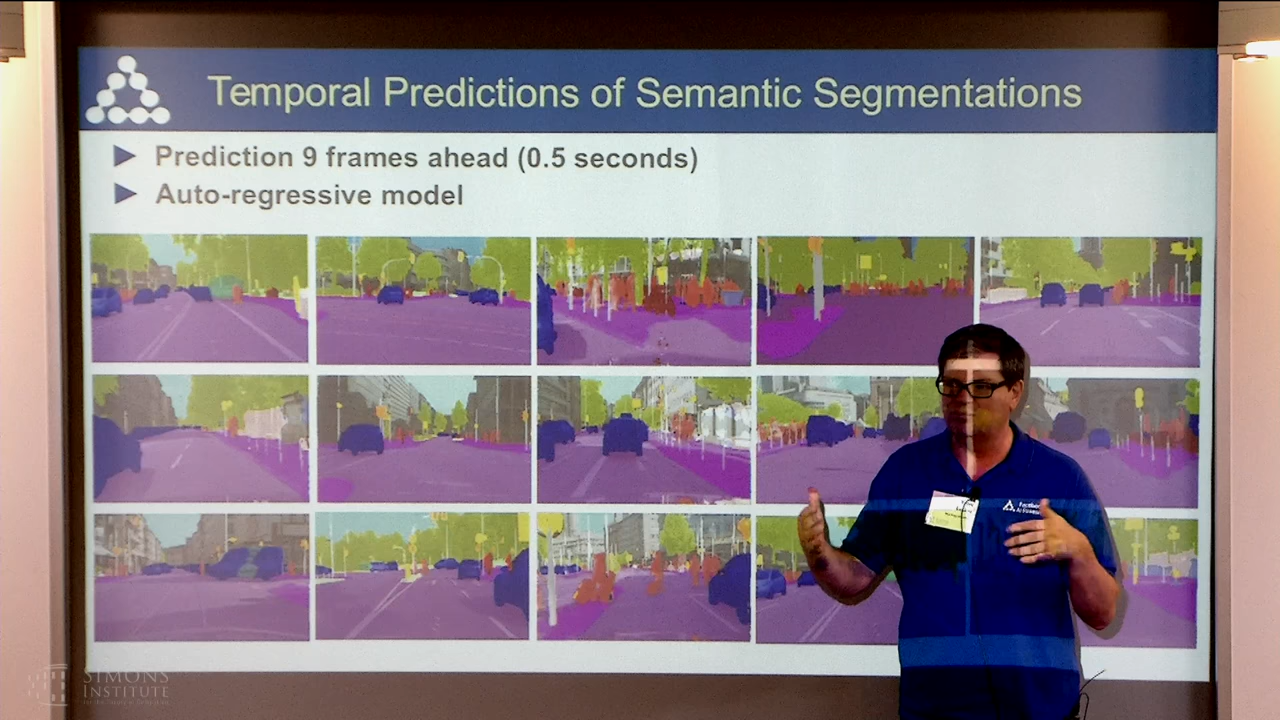 Temporal Predictions of Semantic Segmentations
Prediction 9 frames ahead (0.5 seconds)
Auto-regressive model
SIMONS
INSTITUTE